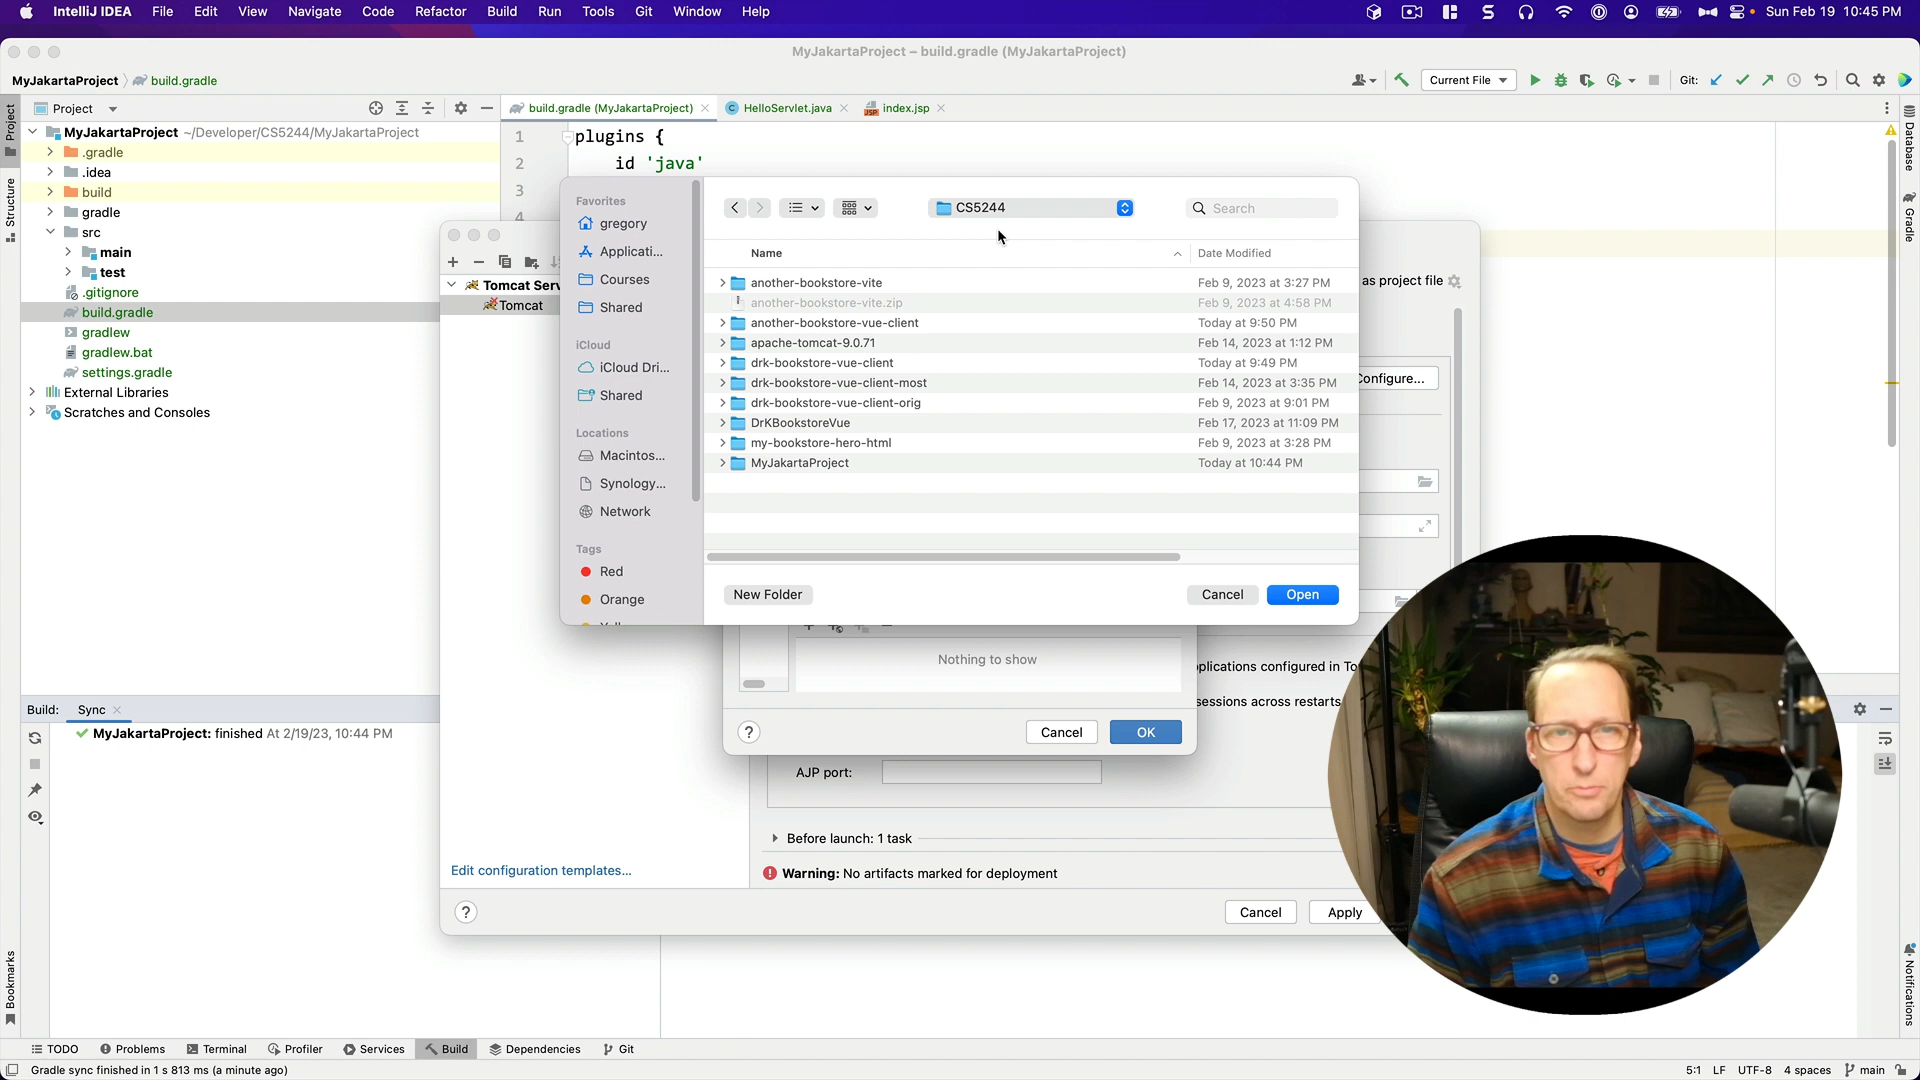 IntelliJ IDEA File Edit View Navigate Code Refactor Build Run Tools Git Window Help Sun Feb 19 10:45 PM
MyJakartaProject – build.gradle (MyJakartaProject)
MyJakartaProject build.gradle Current File Git:
Project build.gradle (MyJakartaProject) HelloServlet.java index.jsp
Project
Structure
Bookmarks
MyJakartaProject ~/Developer/CS5244/MyJakartaProject
.gradle
.idea
build
gradle
src
main
test
.gitignore
build.gradle
gradlew
gradlew.bat
settings.gradle
External Libraries
Scratches and Consoles
1 plugins {
2 id 'java'
3
4
Database
Gradle
Notifications
Tomcat Serv
Tomcat
Favorites
gregory
Applicati...
Courses
Shared
iCloud
iCloud Dri...
Shared
Locations
Macintos...
Synology...
Network
Tags
Red
Orange
CS5244 Search
Name Date Modified
another-bookstore-vite Feb 9, 2023 at 3:27 PM
another-bookstore-vite.zip Feb 9, 2023 at 4:58 PM
another-bookstore-vue-client Today at 9:50 PM
apache-tomcat-9.0.71 Feb 14, 2023 at 1:12 PM
drk-bookstore-vue-client Today at 9:49 PM
drk-bookstore-vue-client-most Feb 14, 2023 at 3:35 PM
drk-bookstore-vue-client-orig Feb 9, 2023 at 9:01 PM
DrKBookstoreVue Feb 17, 2023 at 11:09 PM
my-bookstore-hero-html Feb 9, 2023 at 3:28 PM
MyJakartaProject Today at 10:44 PM
New Folder Cancel Open
as project file
Configure...
Nothing to show
plications configured in To
sessions across restarts
? Cancel OK
AJP port:
Before launch: 1 task
Edit configuration templates...
Warning: No artifacts marked for deployment
? Cancel Apply
Build: Sync
MyJakartaProject: finished At 2/19/23, 10:44 PM
TODO Problems Terminal Profiler Services Build Dependencies Git
Gradle sync finished in 1 s 813 ms (a minute ago) 5:1 LF UTF-8 4 spaces main